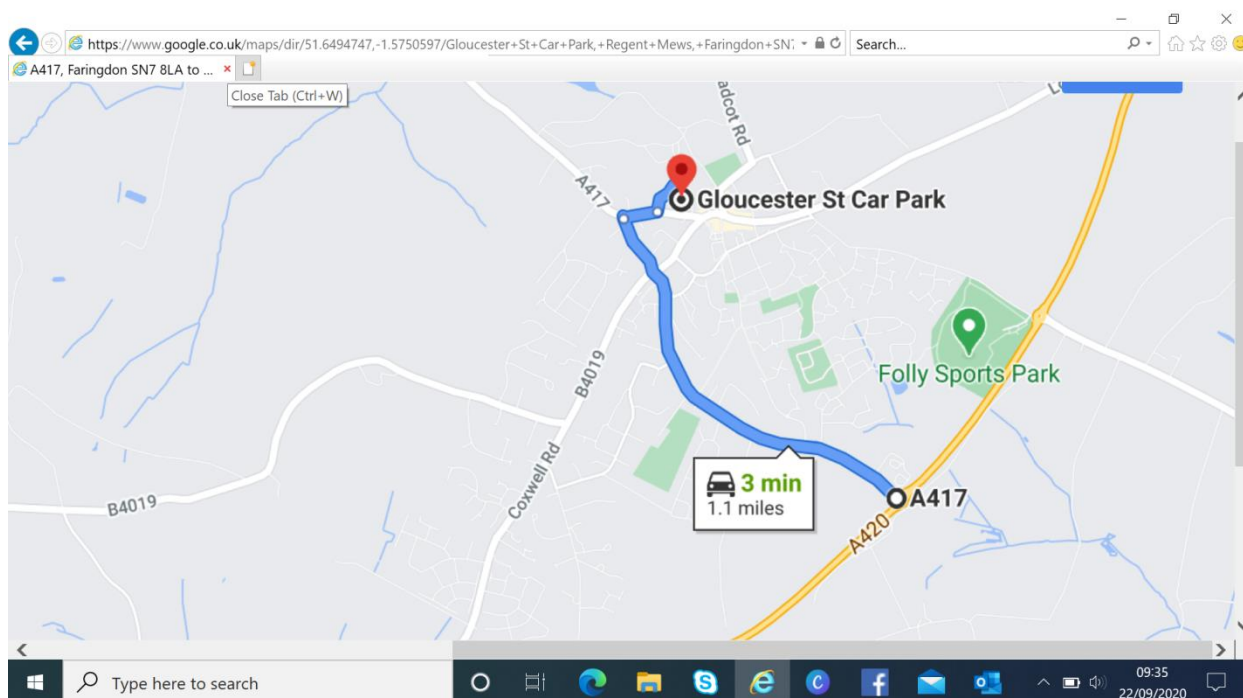 https://www.google.co.uk/maps/dir/51.6494747,-1.5750597/Gloucester+St+Car+Park,+Regent+Mews,+Faringdon+SN7
Search...
A417, Faringdon SN7 8LA to ...
Close Tab (Ctrl+W)
adcot Rd
A417
Gloucester St Car Park
B4019
Folly Sports Park
Coxwell Rd
3 min
1.1 miles
A417
A420
B4019
Type here to search
09:35
22/09/2020